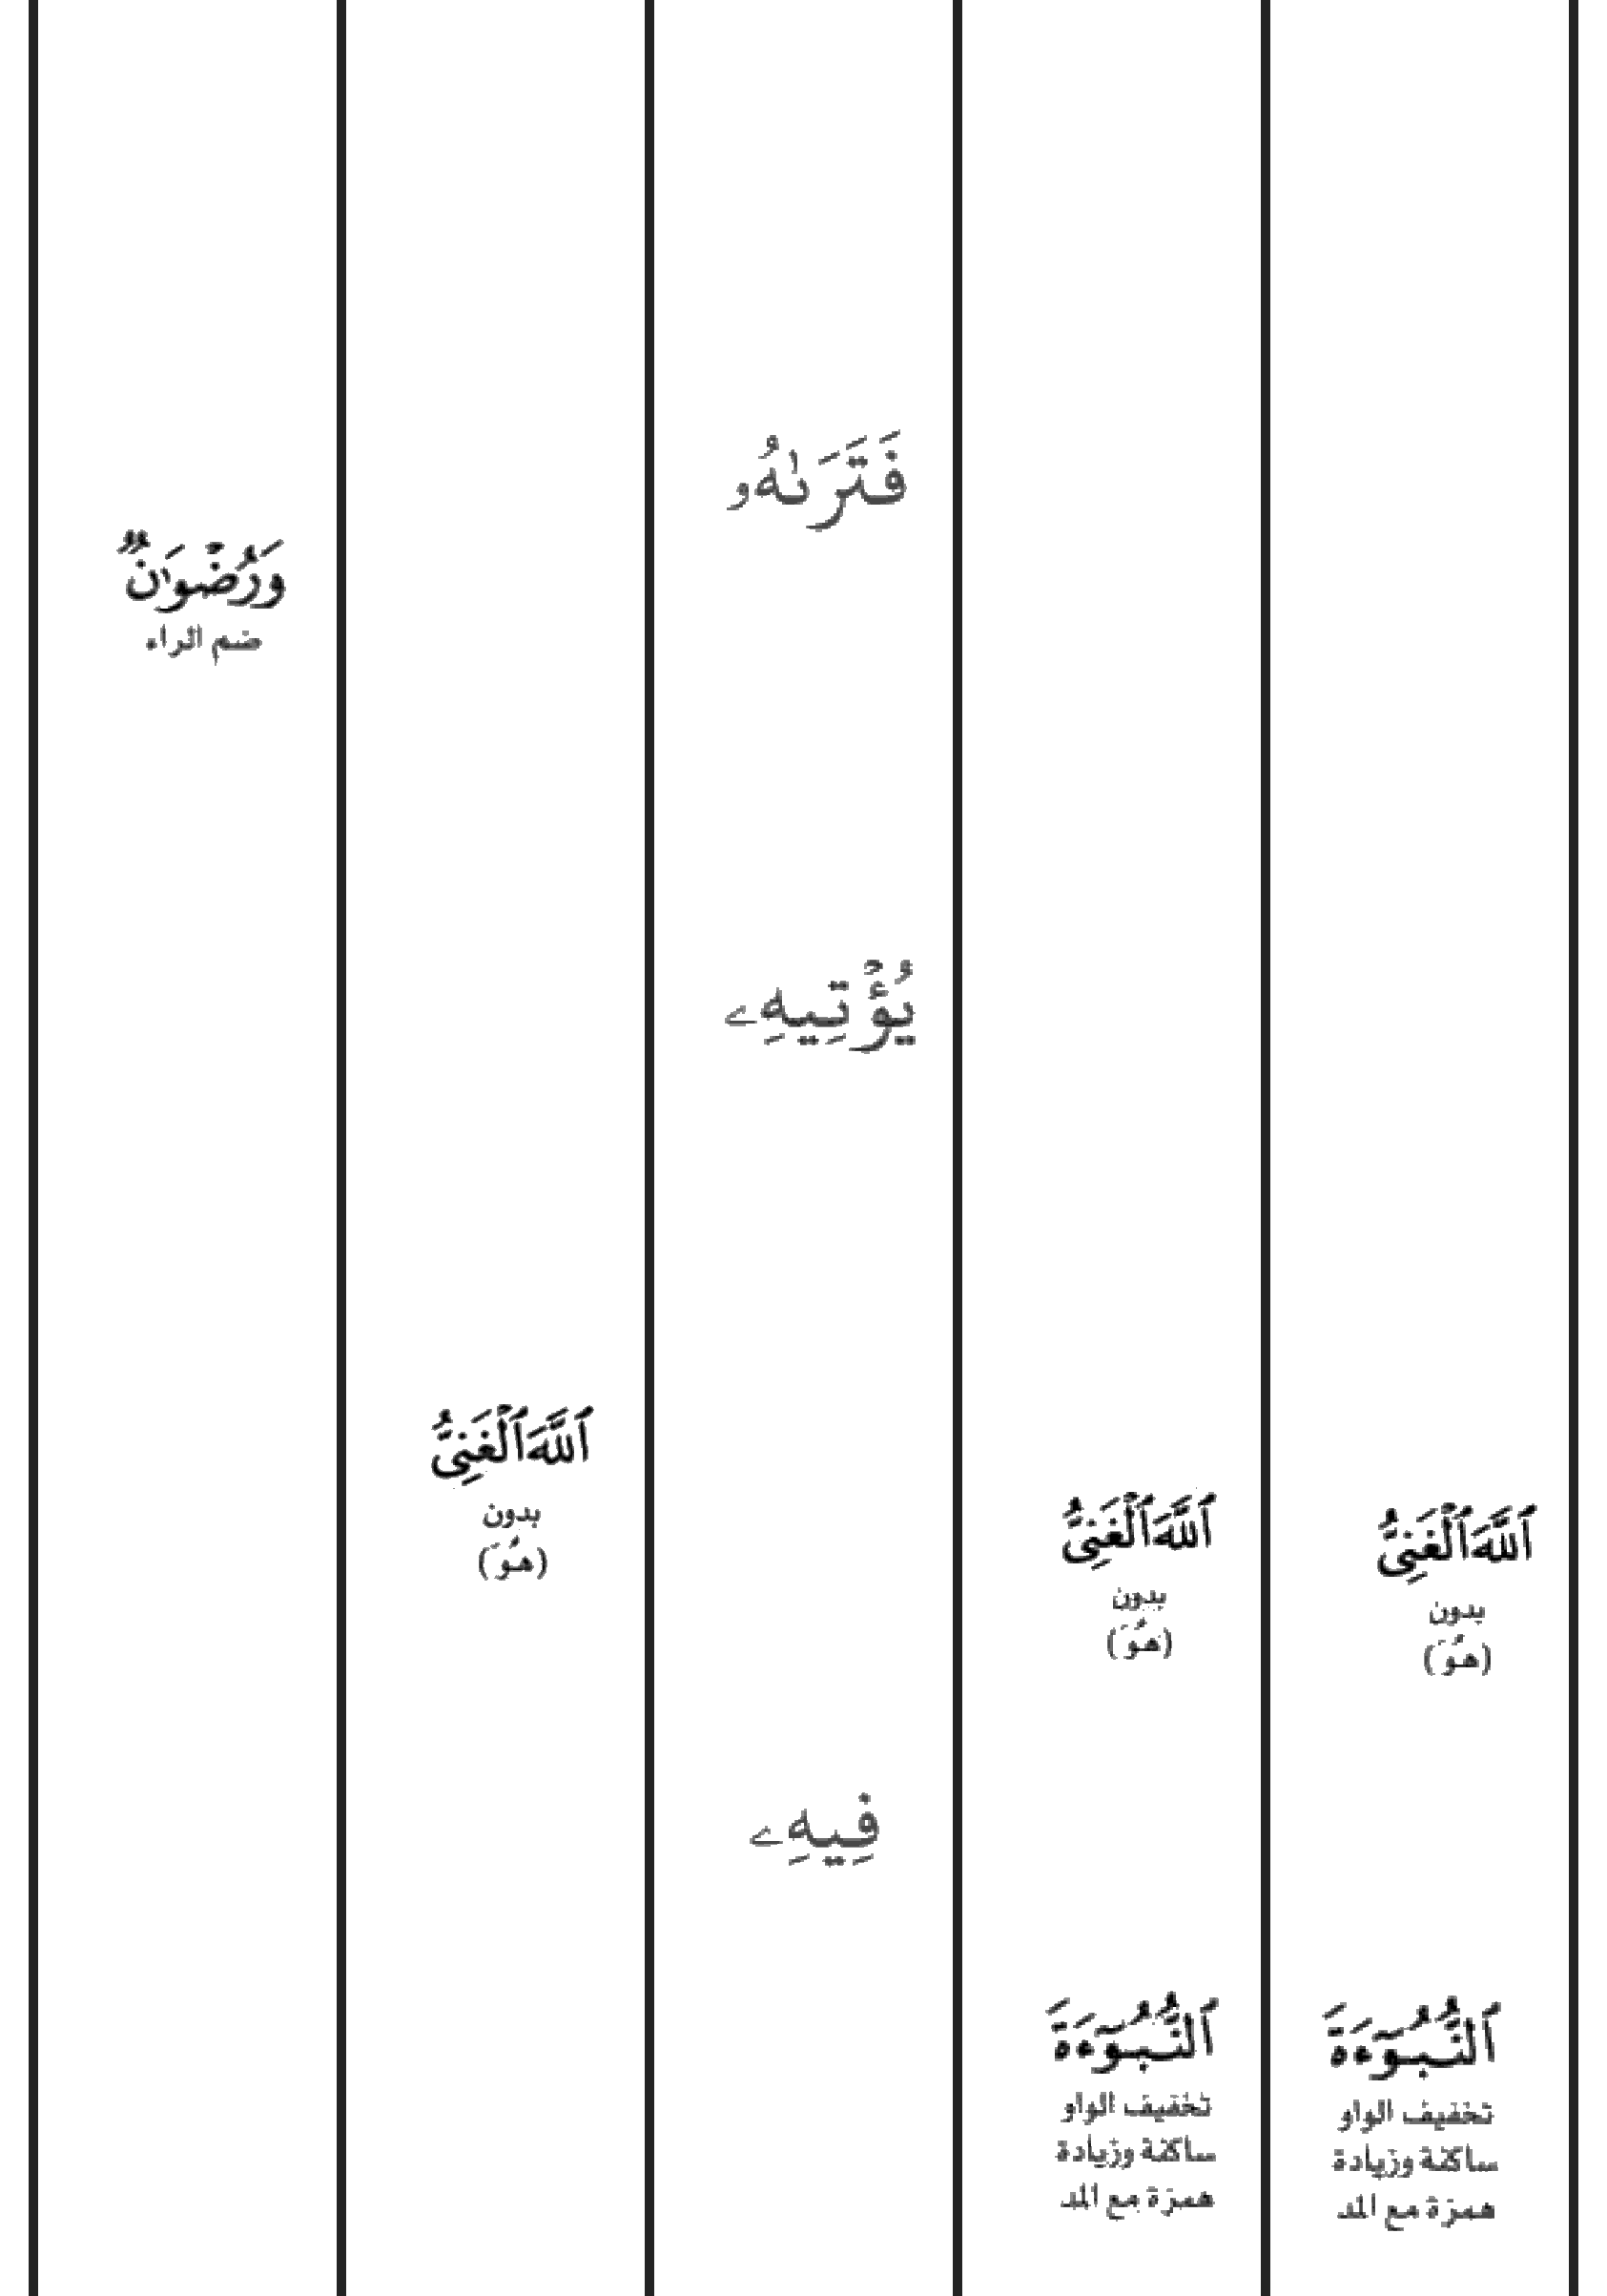 ٱللَّهَ ٱلْغَنِىُّ
بدون
(هُوَ)
ٱلنُّبُوٓءَةَ
تخفيف الواو
ساكنة وزيادة
همزة مع المد
ٱللَّهَ ٱلْغَنِىُّ
بدون
(هُوَ)
ٱلنُّبُوٓءَةَ
تخفيف الواو
ساكنة وزيادة
همزة مع المد
فَتَرَىٰهُۥ
يُؤْتِيهِۦ
فِيهِۦ
ٱللَّهَ ٱلْغَنِىُّ
بدون
(هُوَ)
وَرُضْوَٰنٌ
ضم الراء